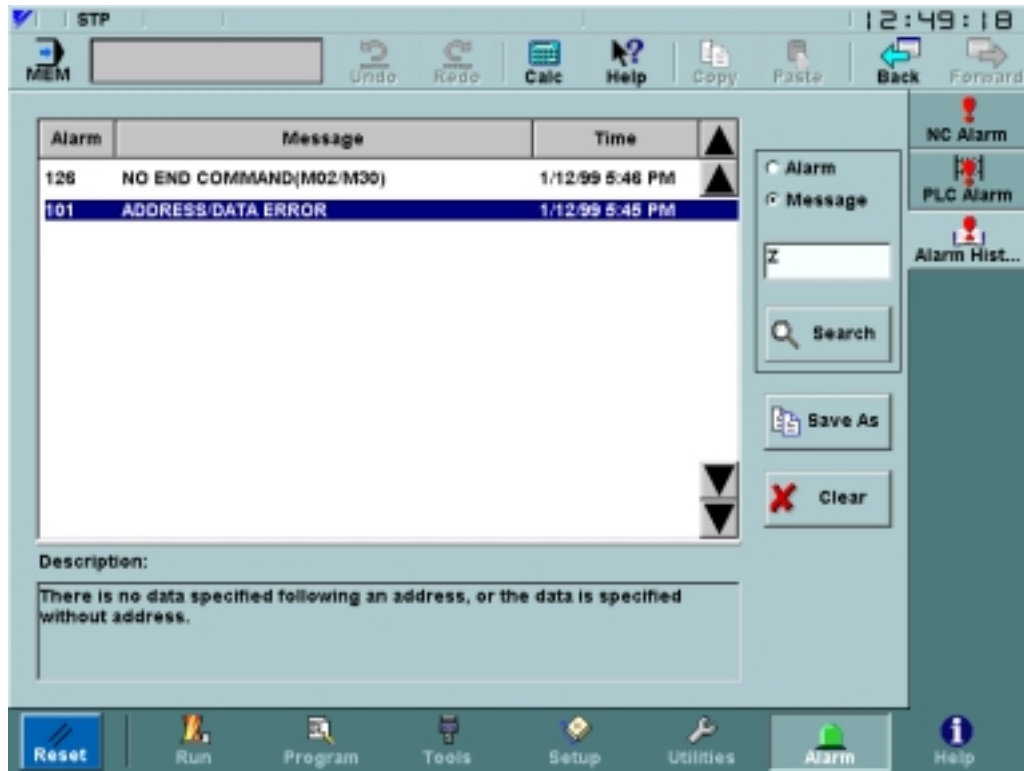 STP
12:49:18
MEM
Undo
Redo
Calc
Help
Copy
Paste
Back
Forward
Alarm Message Time
126 NO END COMMAND(M02/M30) 1/12/99 5:46 PM
101 ADDRESS/DATA ERROR 1/12/99 5:45 PM
Alarm
Message
Z
Search
Save As
Clear
NC Alarm
PLC Alarm
Alarm Hist...
Description:
There is no data specified following an address, or the data is specified
without address.
Reset
Run
Program
Tools
Setup
Utilities
Alarm
Help